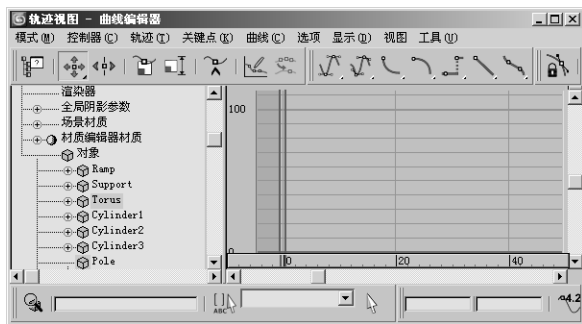 轨迹视图 - 曲线编辑器
模式(M) 控制器(C) 轨迹(T) 关键点(K) 曲线(C) 选项 显示(D) 视图 工具(U)
渲染器
全局阴影参数
场景材质
材质编辑器材质
对象
Ramp
Support
Torus
Cylinder1
Cylinder2
Cylinder3
Pole
100
0
0 20 40
ABC
4.2